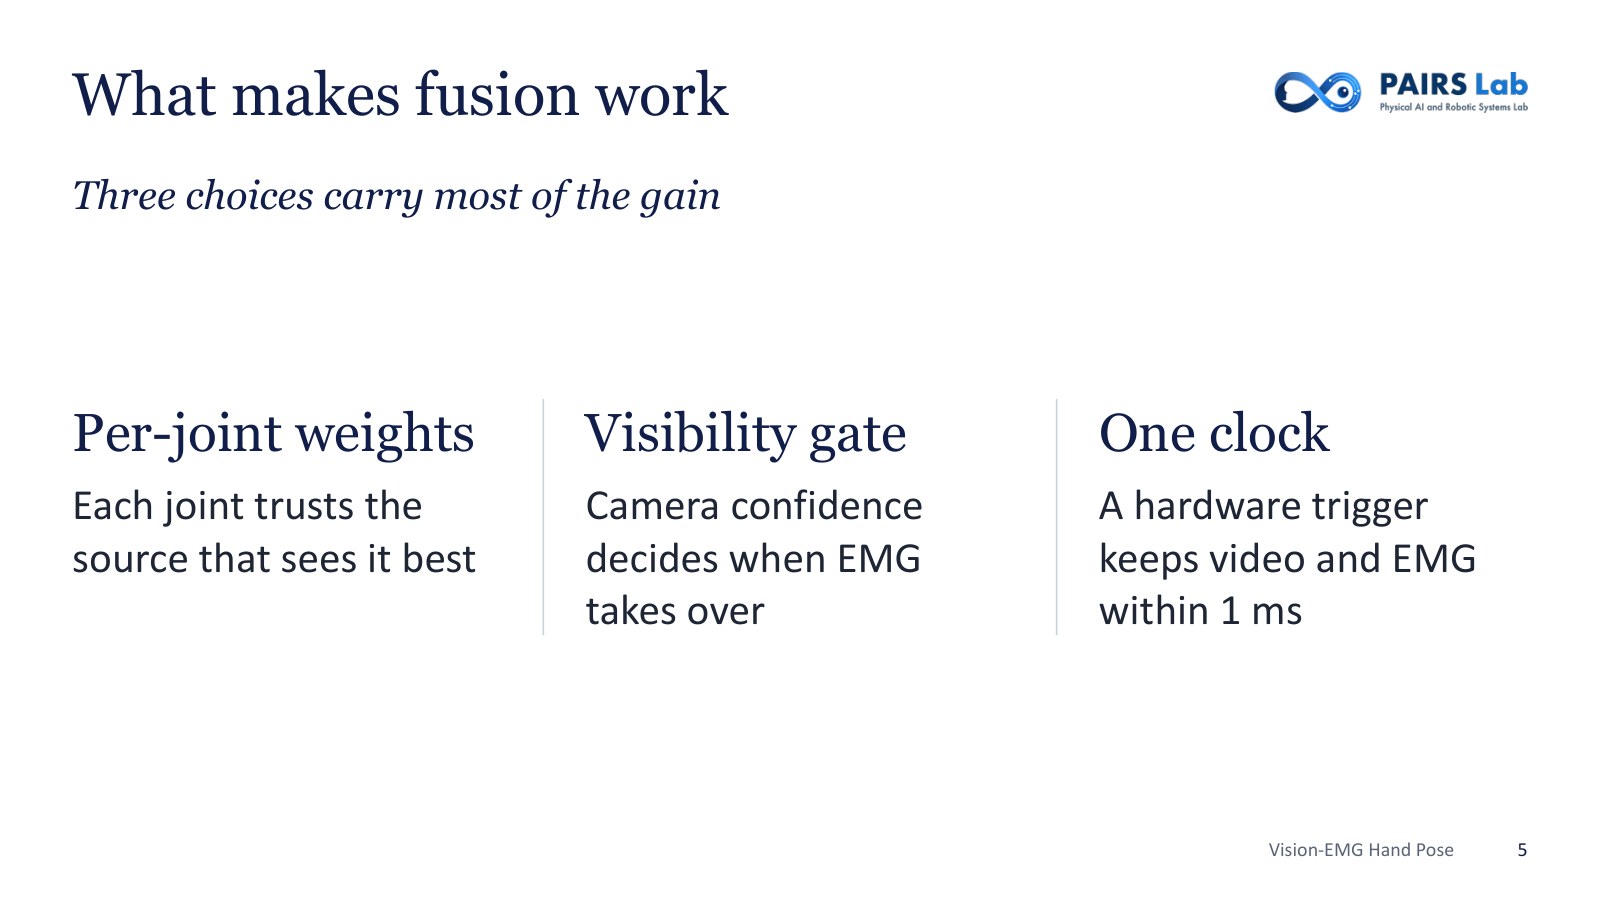 What makes fusion work
PAIRS Lab
Physical AI and Robotic Systems Lab
Three choices carry most of the gain
Per-joint weights
Each joint trusts the
source that sees it best
Visibility gate
Camera confidence
decides when EMG
takes over
One clock
A hardware trigger
keeps video and EMG
within 1 ms
Vision-EMG Hand Pose
5